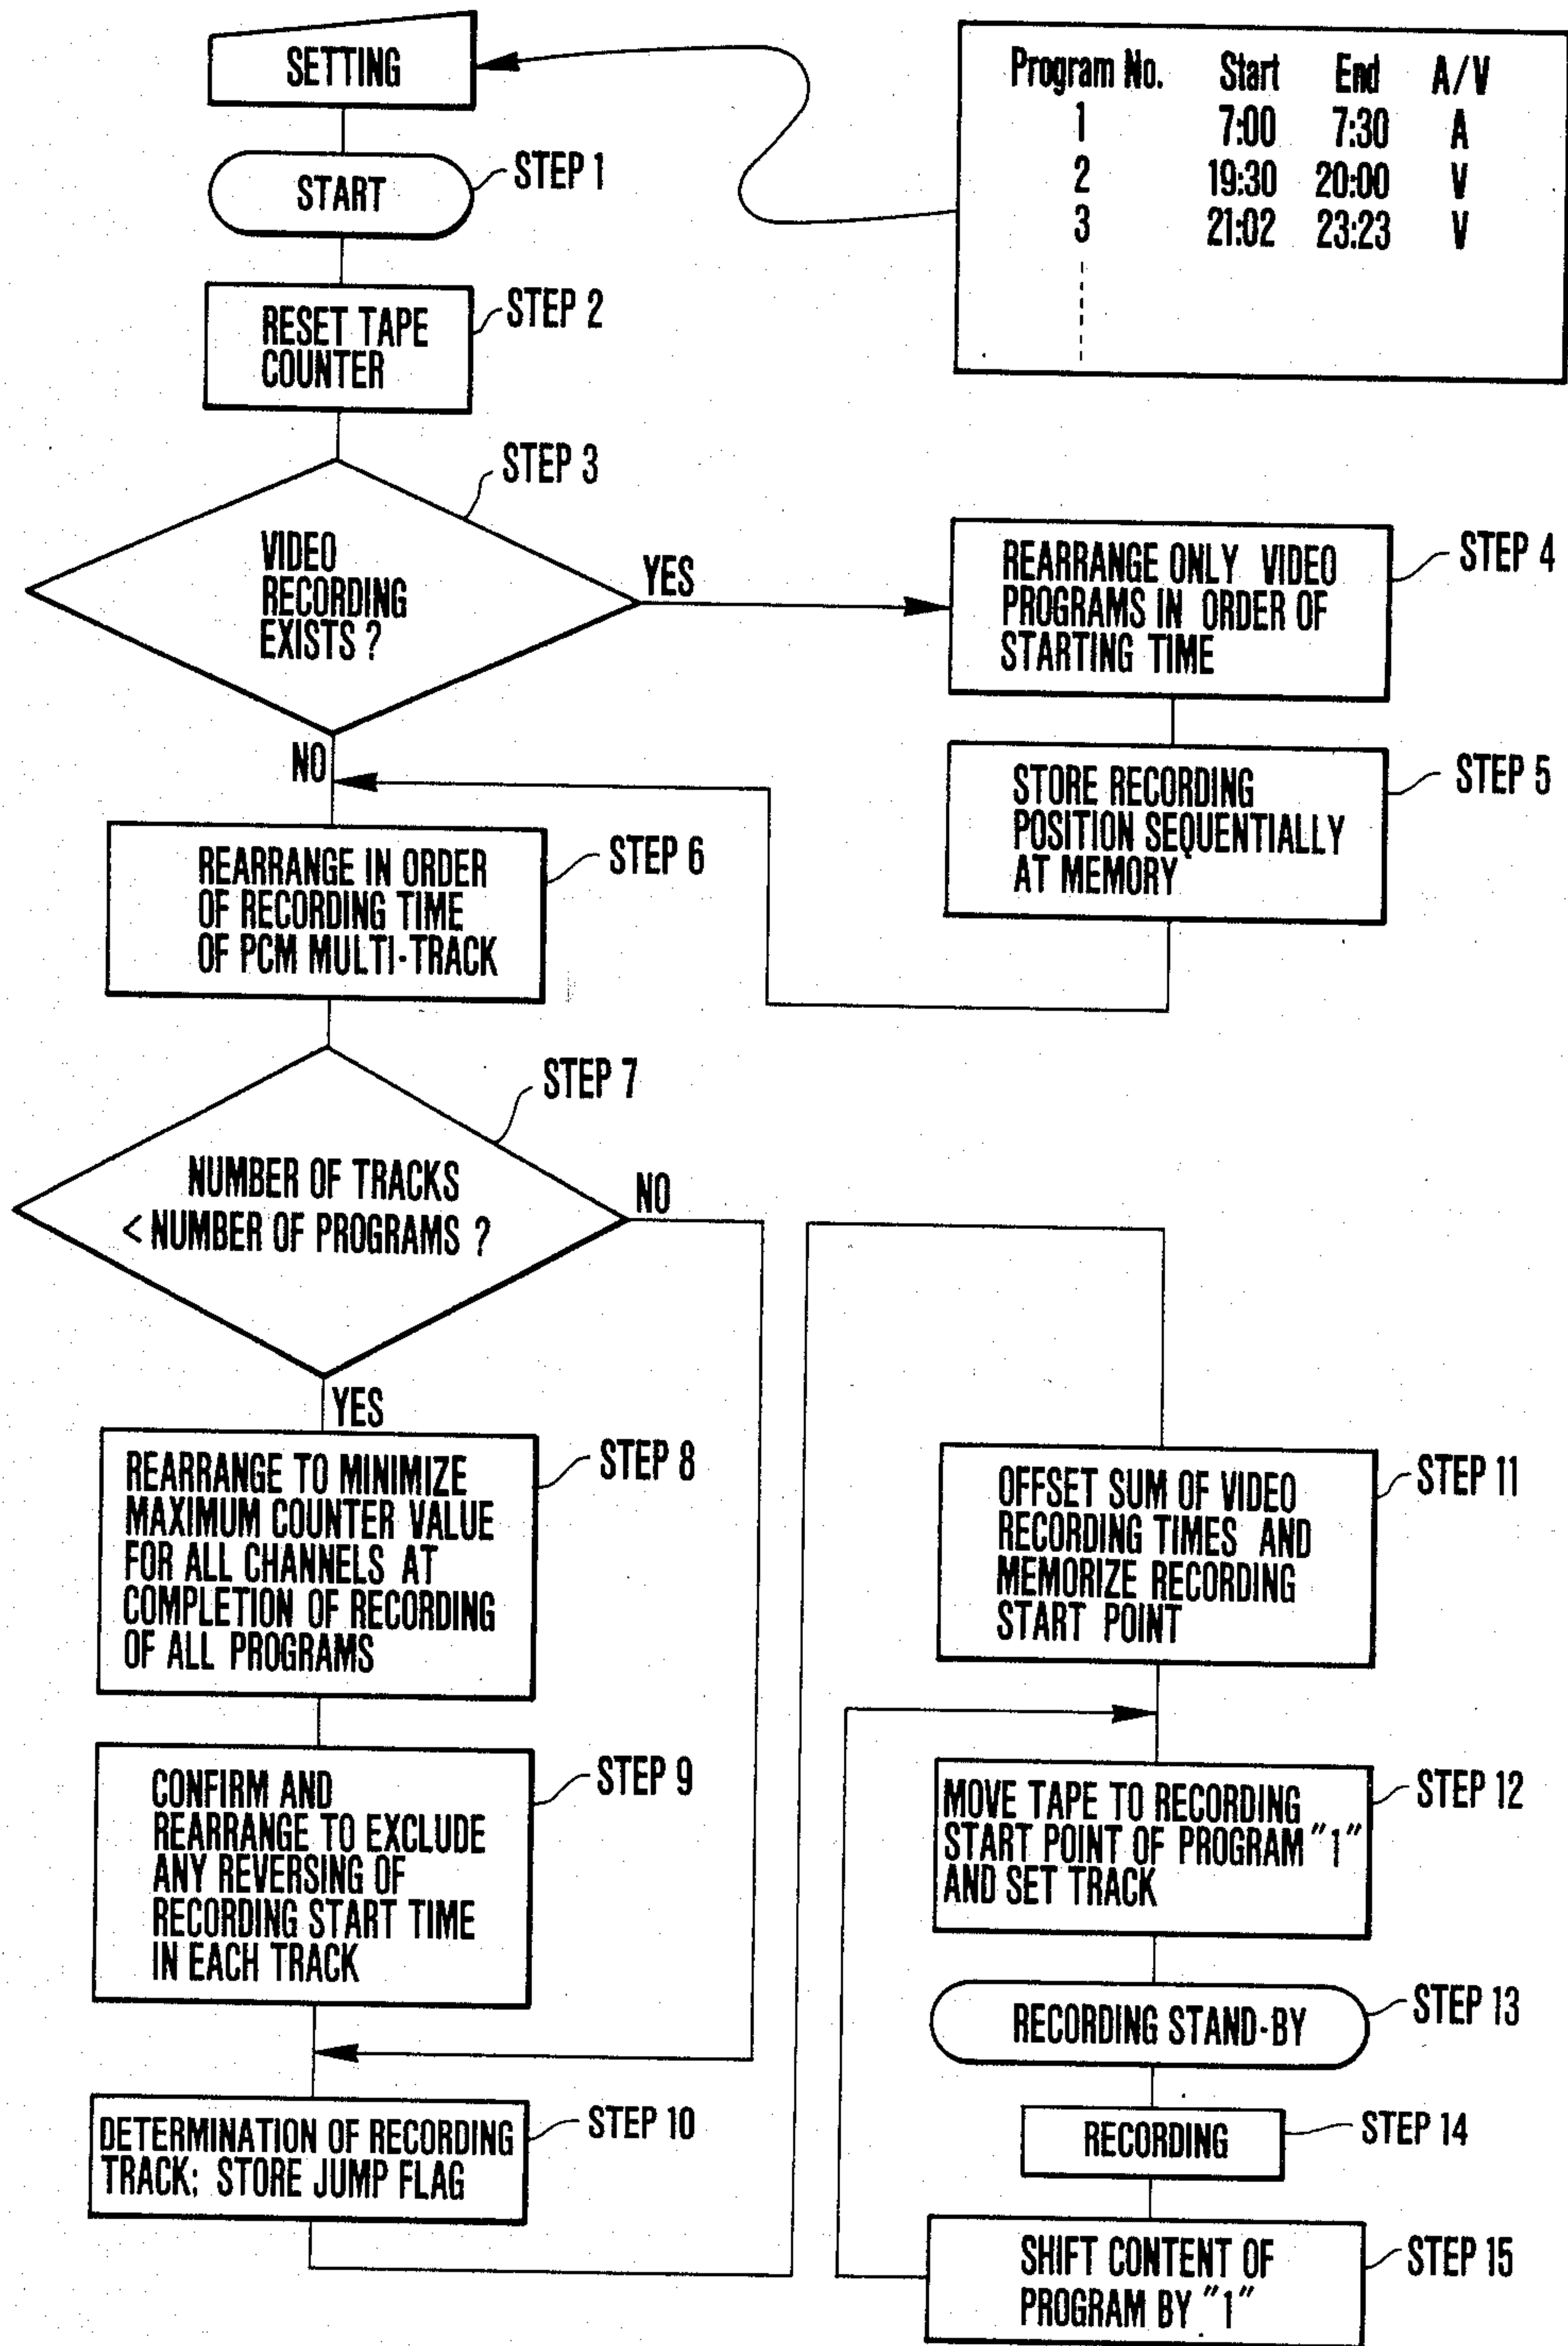 SETTING
Program No. Start End A/V
1 7:00 7:30 A
2 19:30 20:00 V
3 21:02 23:23 V
START
STEP 1
RESET TAPE
COUNTER
STEP 2
VIDEO
RECORDING
EXISTS ?
STEP 3
YES
NO
REARRANGE ONLY VIDEO
PROGRAMS IN ORDER OF
STARTING TIME
STEP 4
STORE RECORDING
POSITION SEQUENTIALLY
AT MEMORY
STEP 5
REARRANGE IN ORDER
OF RECORDING TIME
OF PCM MULTI-TRACK
STEP 6
NUMBER OF TRACKS
< NUMBER OF PROGRAMS ?
STEP 7
NO
YES
REARRANGE TO MINIMIZE
MAXIMUM COUNTER VALUE
FOR ALL CHANNELS AT
COMPLETION OF RECORDING
OF ALL PROGRAMS
STEP 8
CONFIRM AND
REARRANGE TO EXCLUDE
ANY REVERSING OF
RECORDING START TIME
IN EACH TRACK
STEP 9
DETERMINATION OF RECORDING
TRACK; STORE JUMP FLAG
STEP 10
OFFSET SUM OF VIDEO
RECORDING TIMES AND
MEMORIZE RECORDING
START POINT
STEP 11
MOVE TAPE TO RECORDING
START POINT OF PROGRAM "1"
AND SET TRACK
STEP 12
RECORDING STAND-BY
STEP 13
RECORDING
STEP 14
SHIFT CONTENT OF
PROGRAM BY "1"
STEP 15